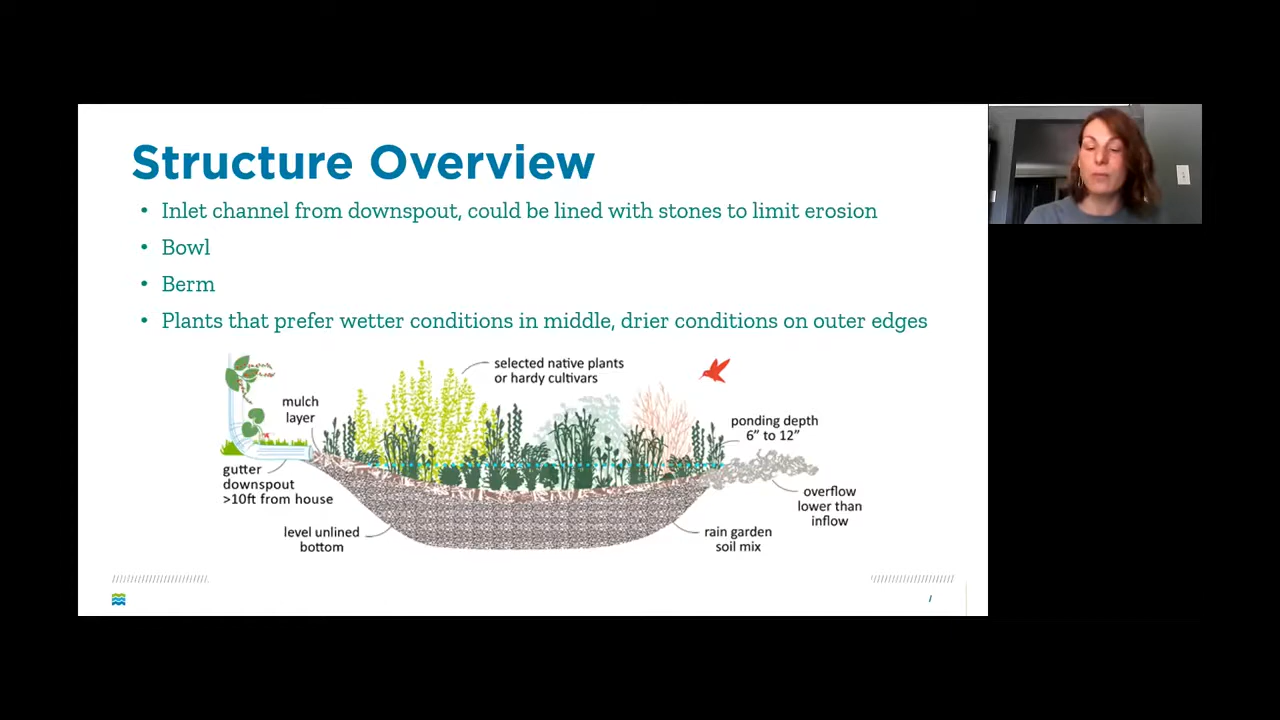 Structure Overview
• Inlet channel from downspout, could be lined with stones to limit erosion
• Bowl
• Berm
• Plants that prefer wetter conditions in middle, drier conditions on outer edges
selected native plants
or hardy cultivars
mulch
layer
ponding depth
6” to 12”
gutter
downspout
>10ft from house
overflow
lower than
inflow
level unlined
bottom
rain garden
soil mix